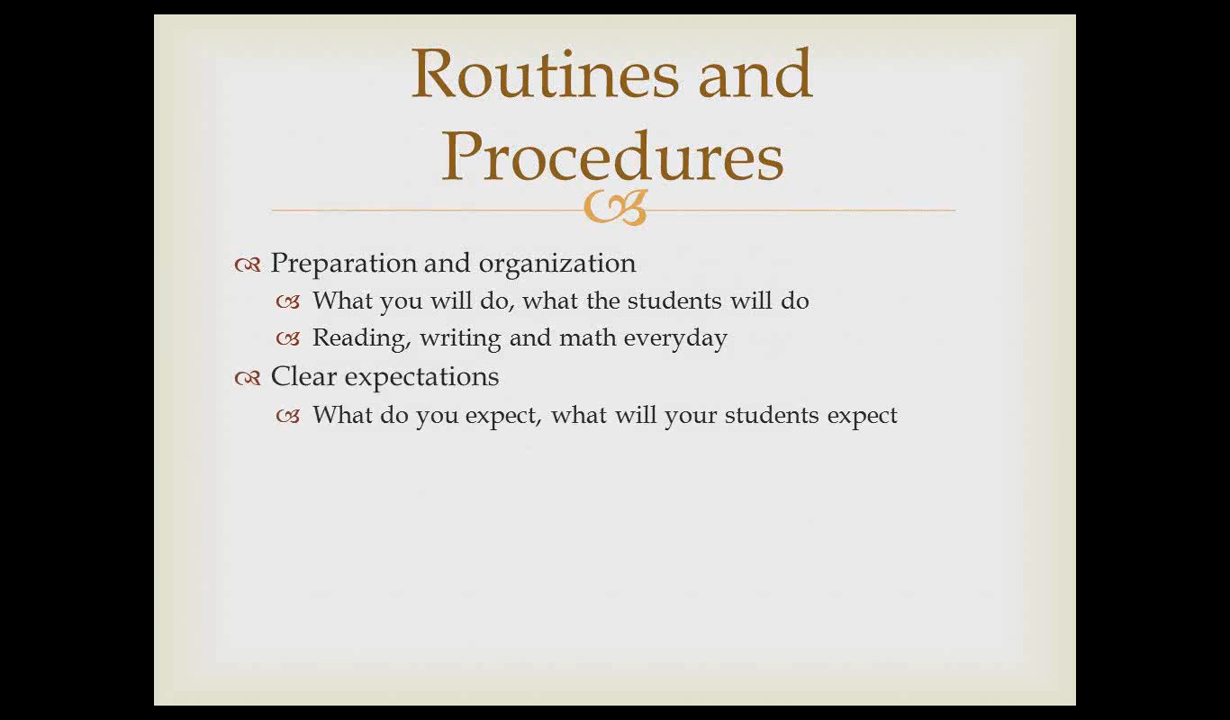 Routines and
Procedures
Preparation and organization
What you will do, what the students will do
Reading, writing and math everyday
Clear expectations
What do you expect, what will your students expect